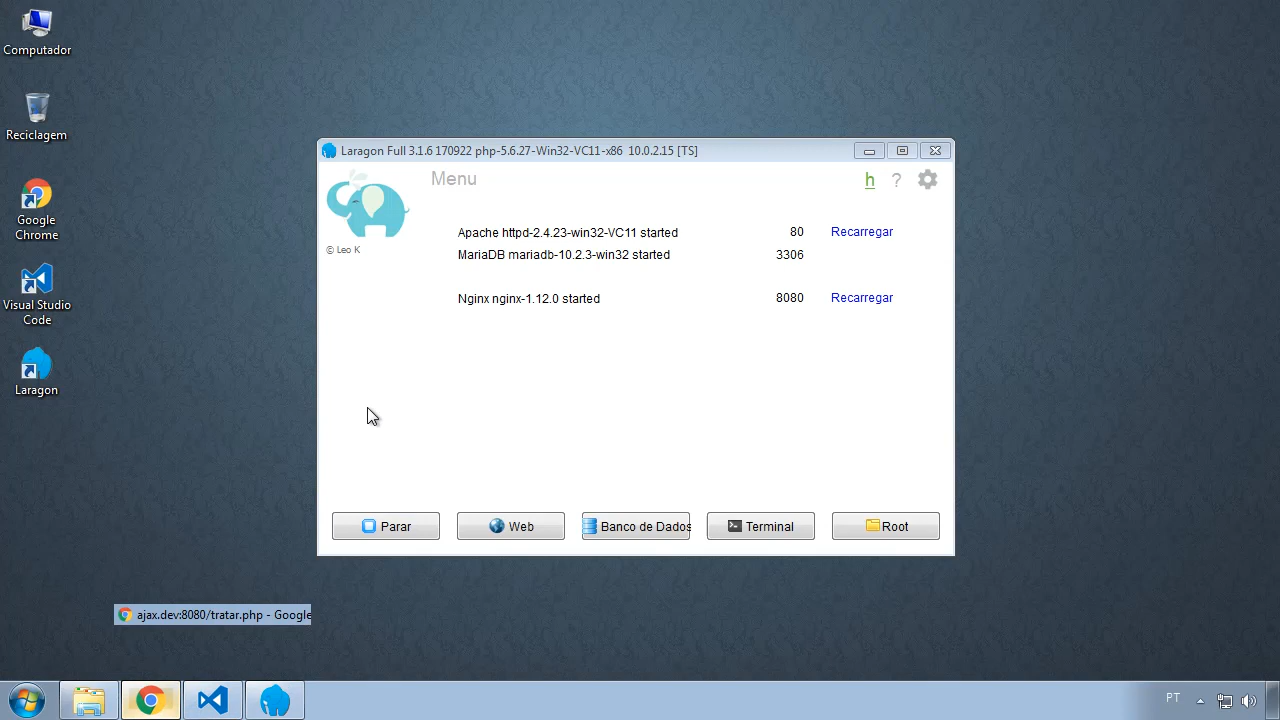 Computador
Reciclagem
Google
Chrome
Visual Studio
Code
Laragon
Laragon Full 3.1.6 170922 php-5.6.27-Win32-VC11-x86 10.0.2.15 [TS]
Menu
h ?
© Leo K
Apache httpd-2.4.23-win32-VC11 started 80 Recarregar
MariaDB mariadb-10.2.3-win32 started 3306
Nginx nginx-1.12.0 started 8080 Recarregar
Parar Web Banco de Dados Terminal Root
ajax.dev:8080/tratar.php - Google
PT